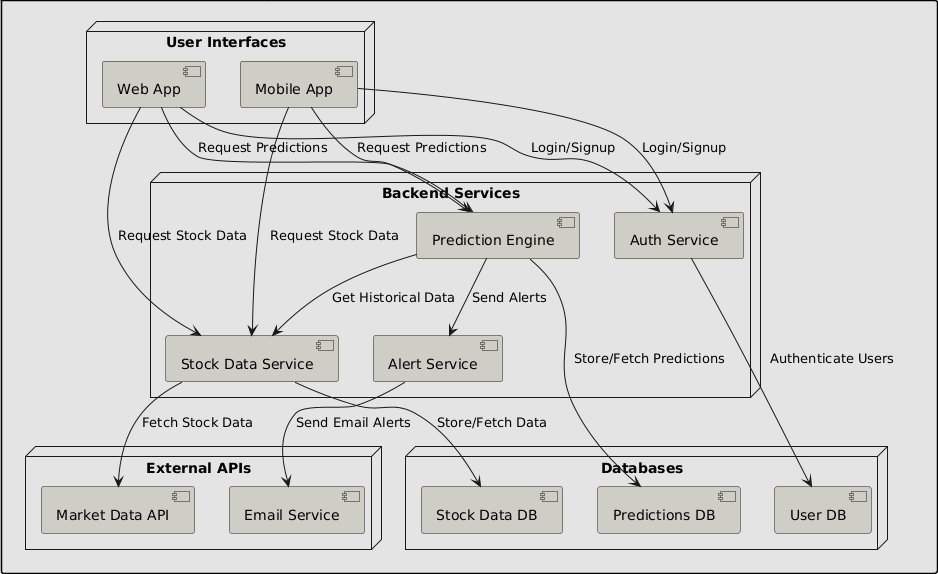 User Interfaces
Web App
Mobile App
Request Predictions
Request Predictions
Login/Signup
Login/Signup
Backend Services
Request Stock Data
Request Stock Data
Prediction Engine
Auth Service
Get Historical Data
Send Alerts
Stock Data Service
Alert Service
Store/Fetch Predictions
Authenticate Users
Fetch Stock Data
Send Email Alerts
Store/Fetch Data
External APIs
Databases
Market Data API
Email Service
Stock Data DB
Predictions DB
User DB